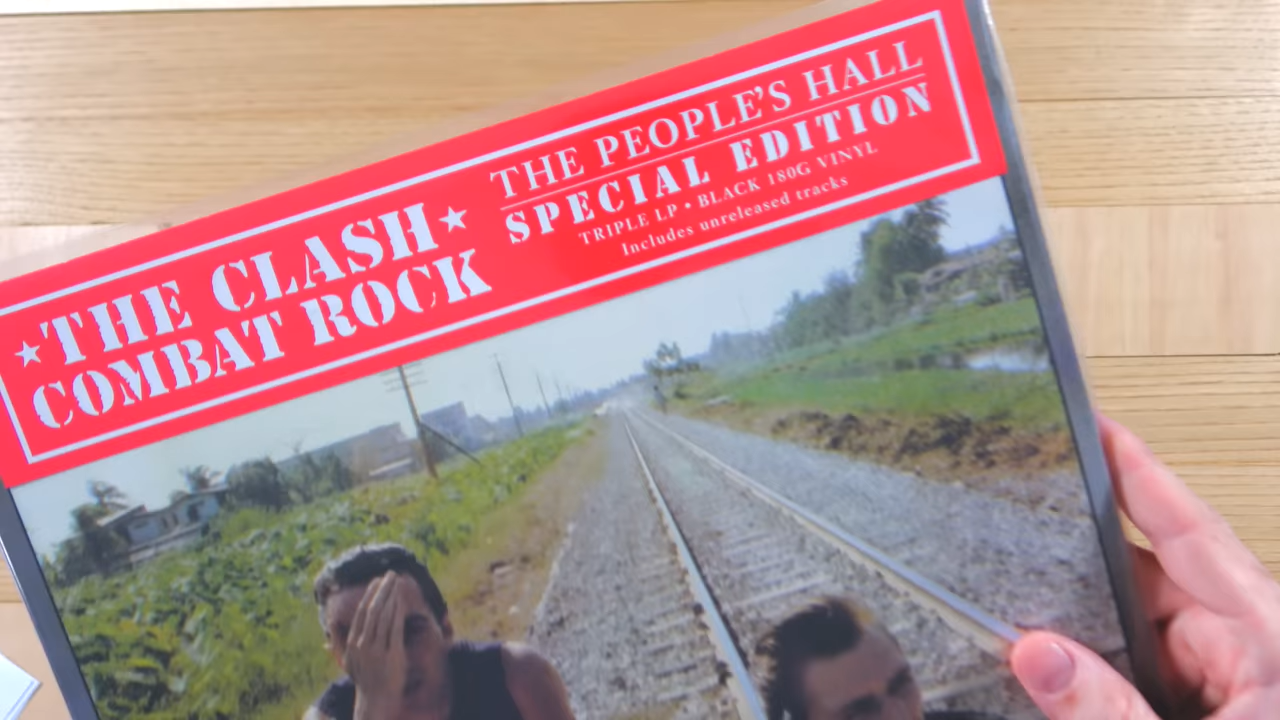 ★THE CLASH★
COMBAT ROCK
THE PEOPLE'S HALL
SPECIAL EDITION
TRIPLE LP • BLACK 180G VINYL
Includes unreleased tracks